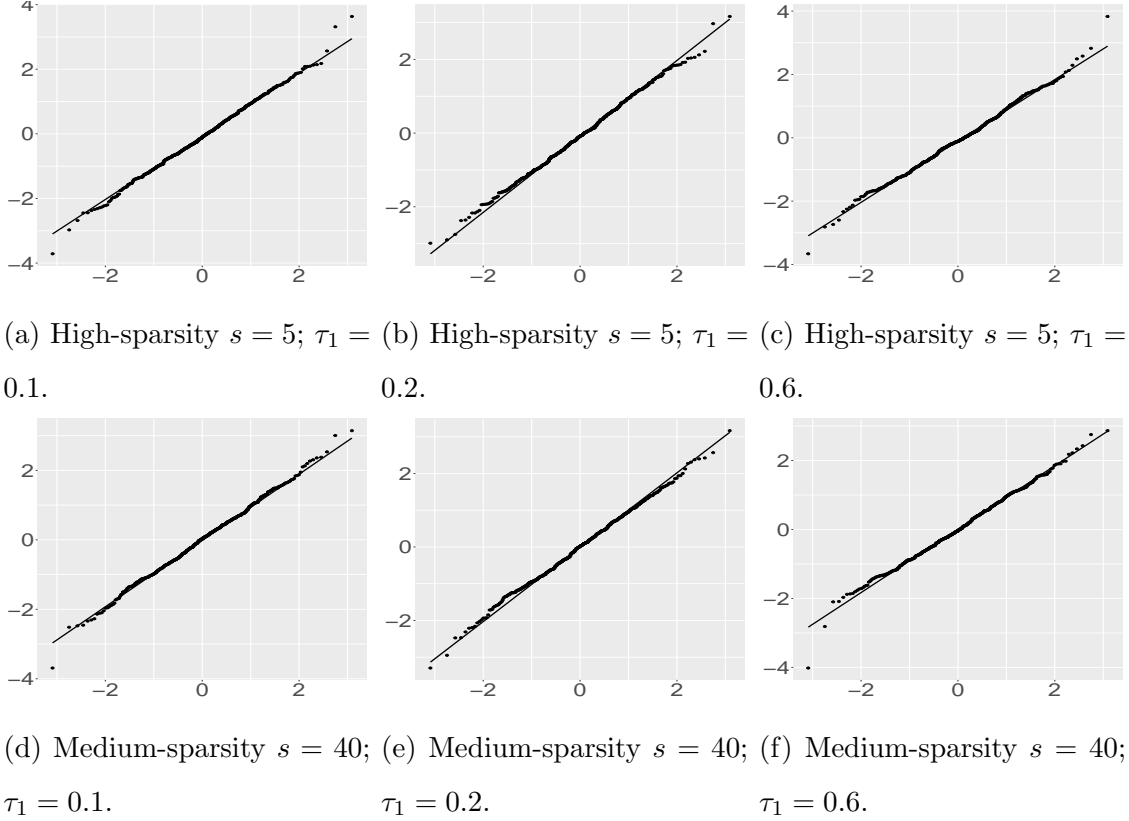 4
2
0
−2
−4
−2 0 2
2
0
−2
−2 0 2
4
2
0
−2
−4
−2 0 2
(a) High-sparsity s = 5; τ1 =
0.1.
(b) High-sparsity s = 5; τ1 =
0.2.
(c) High-sparsity s = 5; τ1 =
0.6.
2
0
−2
−4
−2 0 2
2
0
−2
−2 0 2
2
0
−2
−4
−2 0 2
(d) Medium-sparsity s = 40;
τ1 = 0.1.
(e) Medium-sparsity s = 40;
τ1 = 0.2.
(f) Medium-sparsity s = 40;
τ1 = 0.6.